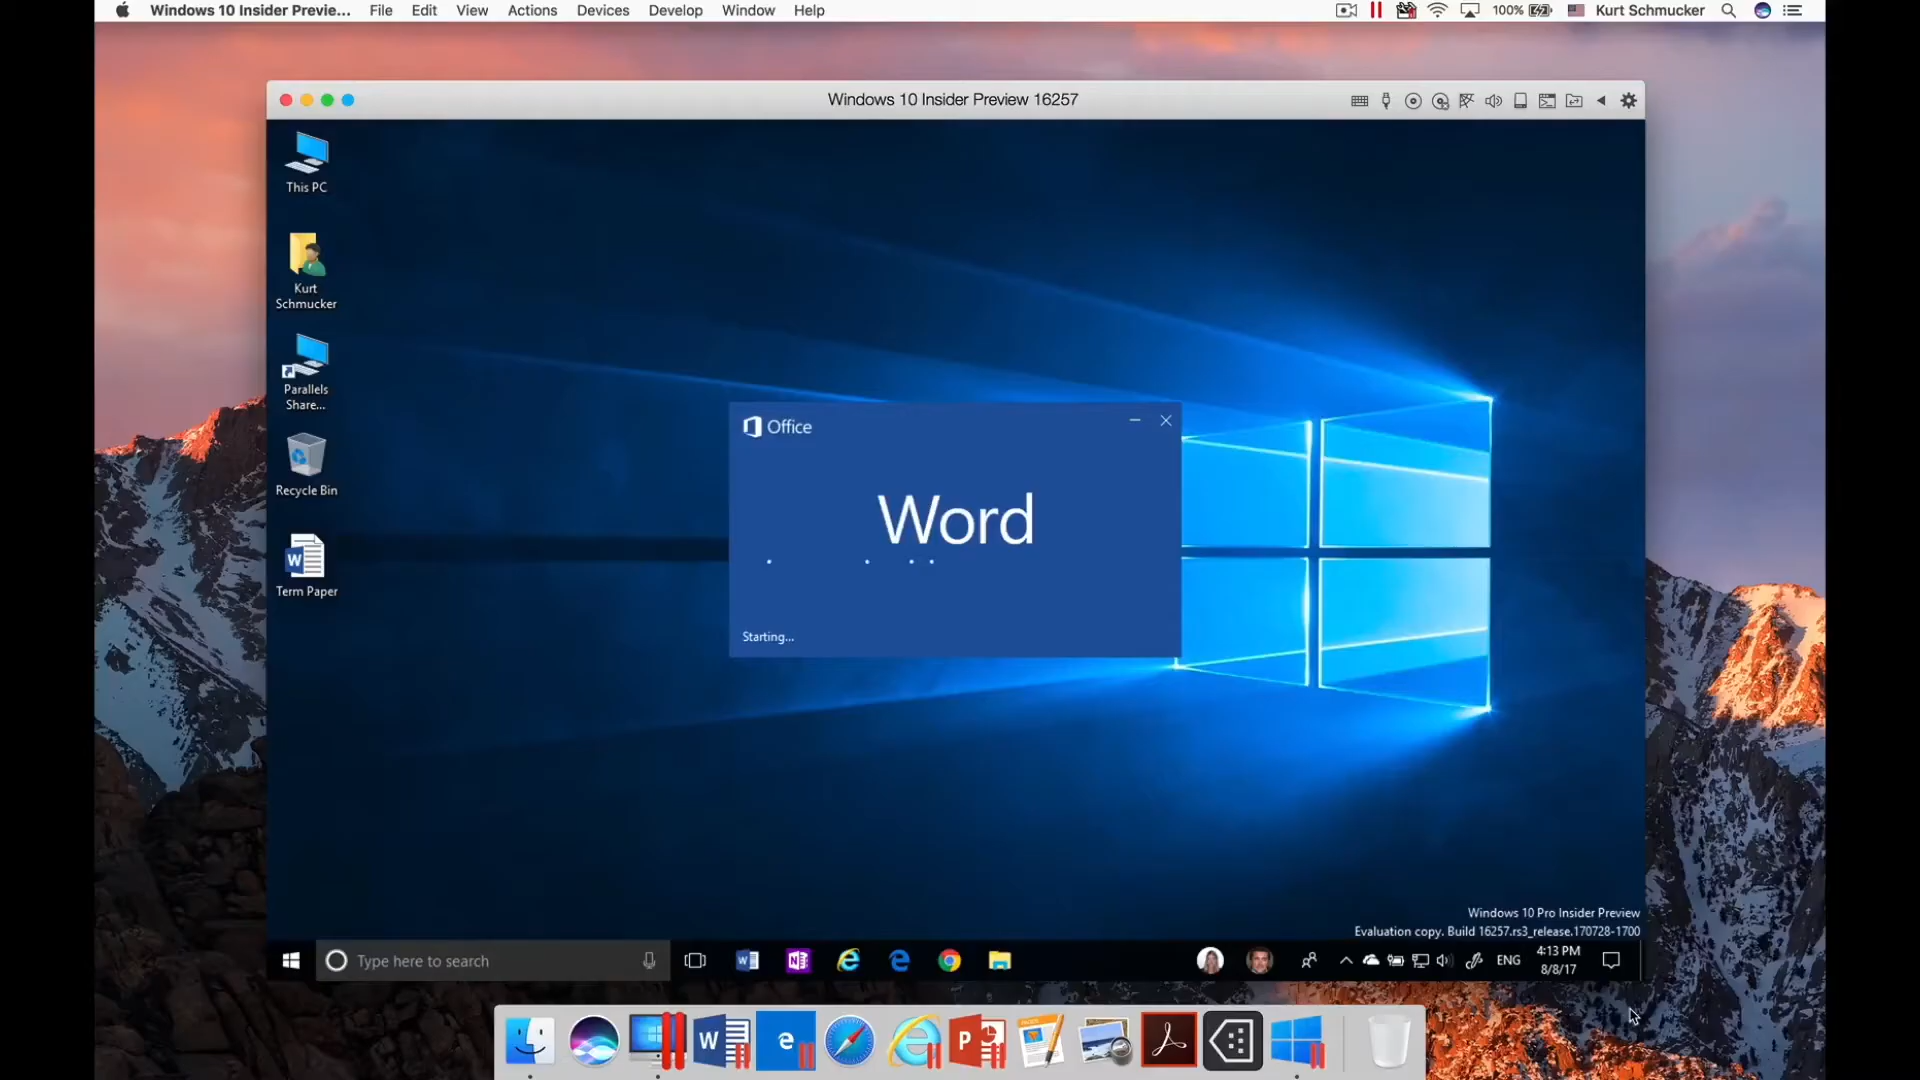 Windows 10 Insider Previe...
File
Edit
View
Actions
Devices
Develop
Window
Help
100%
Kurt Schmucker
Windows 10 Insider Preview 16257
This PC
Kurt
Schmucker
Parallels
Share...
Recycle Bin
W
Term Paper
Office
Word
Starting...
Windows 10 Pro Insider Preview
Evaluation copy. Build 16257.rs3_release.170728-1700
Type here to search
ENG
4:13 PM
8/8/17